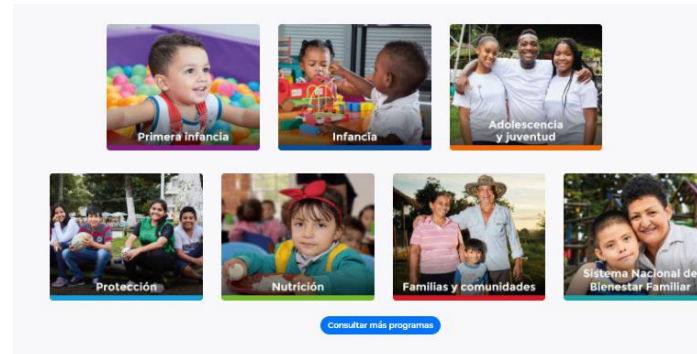 Primera infancia
Infancia
Adolescencia
y juventud
Protección
Nutrición
Familias y comunidades
Sistema Nacional de
Bienestar Familiar
Consultar más programas